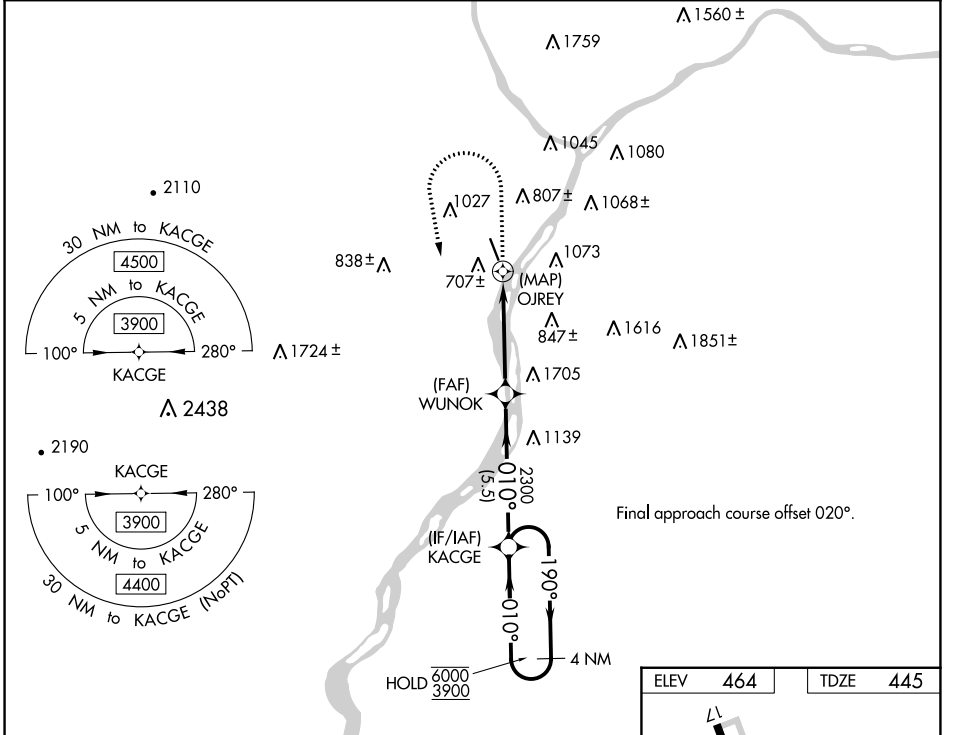 1560 ±
1759
1045
1080
2110
1027
807±
1068±
30 NM to KACGE
4500
838±
707±
1073
(MAP)
OJREY
5 NM to KACGE
3900
847±
1616
1851±
100°
280°
1724 ±
KACGE
(FAF)
WUNOK
1705
2438
2190
1139
KACGE
100°
280°
2300
010°
(5.5)
3900
Final approach course offset 020°.
5 NM to KACGE
(IF/IAF)
KACGE
4400
190°
30 NM to KACGE (NoPT)
010°
4 NM
HOLD 6000
3900
ELEV 464
TDZE 445
17